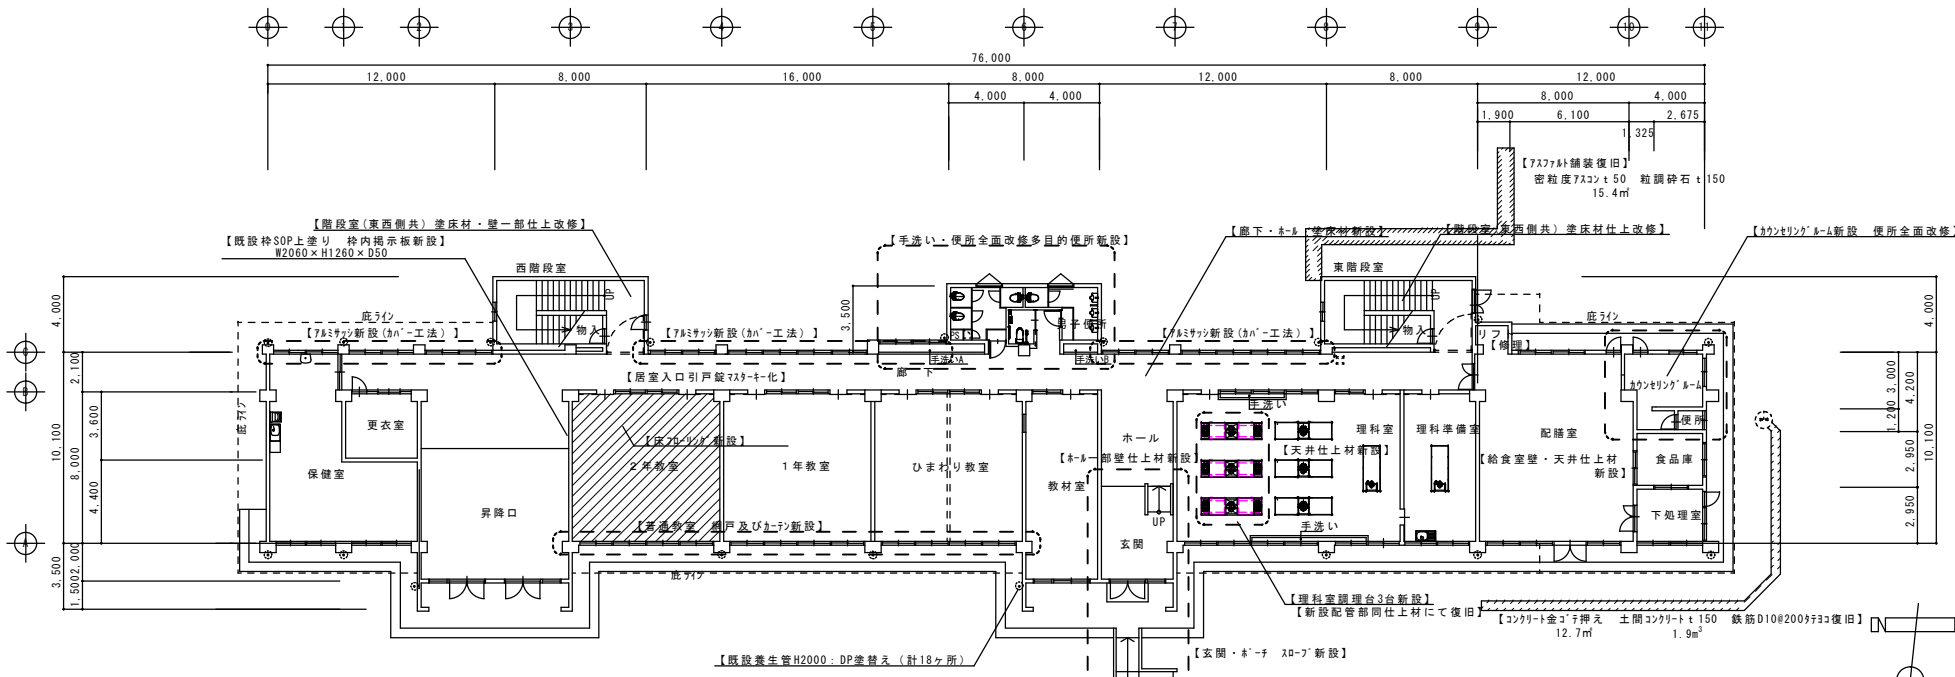 0 2 3 4 5 6 7 8 9 10 11
76,000
12,000 8,000 16,000 8,000 12,000 8,000 12,000
4,000 4,000 8,000 4,000
1,900 6,100 2,675
1,325
【アスファルト舗装復旧】
密粒度アスコン t 50 粒調砕石 t 150
15.4㎡
【階段室(東西側共) 塗床材・壁一部仕上改修】
【既設枠SOP上塗り 枠内掲示板新設】
W2060×H1260×D50
【手洗い・便所全面改修多目的便所新設】
【廊下・ホール 塗床材新設】
【階段室(東西側共) 塗床材仕上改修】
【カウンセリングルーム新設 便所全面改修】
西階段室
東階段室
4,000
UP
3,500
UP
4,000
庇ライン
庇ライン
【アルミサッシ新設(カバー工法)】
物入
【アルミサッシ新設(カバー工法)】
PS
男子便所
【アルミサッシ新設(カバー工法)】
物入
リフト
【修理】
C
手洗いA
手洗いB
2,100
廊 下
【居室入口引戸錠マスターキー化】
D
カウンセリングルーム
3,000
4,200
庇ライン
3,600
更衣室
手洗い
1,200
便所
10,100
8,000
【床フローリング新設】
ホール
理科室
理科準備室
配膳室
10,100
2年教室
1年教室
ひまわり教室
【天井仕上材新設】
保健室
【ホール一部壁仕上材新設】
【給食室壁・天井仕上材
新設】
食品庫
2,950
教材室
4,400
昇降口
UP
下処理室
2,950
【普通教室 網戸及びカーテン新設】
手洗い
A
玄関
3,500
2,000
1,500
庇ライン
【理科室調理台3台新設】
【新設配管部同仕上材にて復旧】
【コンクリート金ゴテ押え 土間コンクリート t 150 鉄筋D10@200タテヨコ復旧】
12.7㎡ 1.9m³
N
【既設養生管H2000：DP塗替え (計18ヶ所)
【玄関・ポーチ スロープ新設】